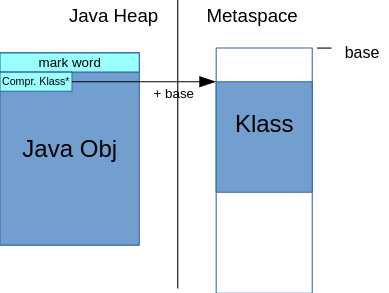 Java Heap
Metaspace
base
mark word
Compr. Klass*
+ base
Klass
Java Obj